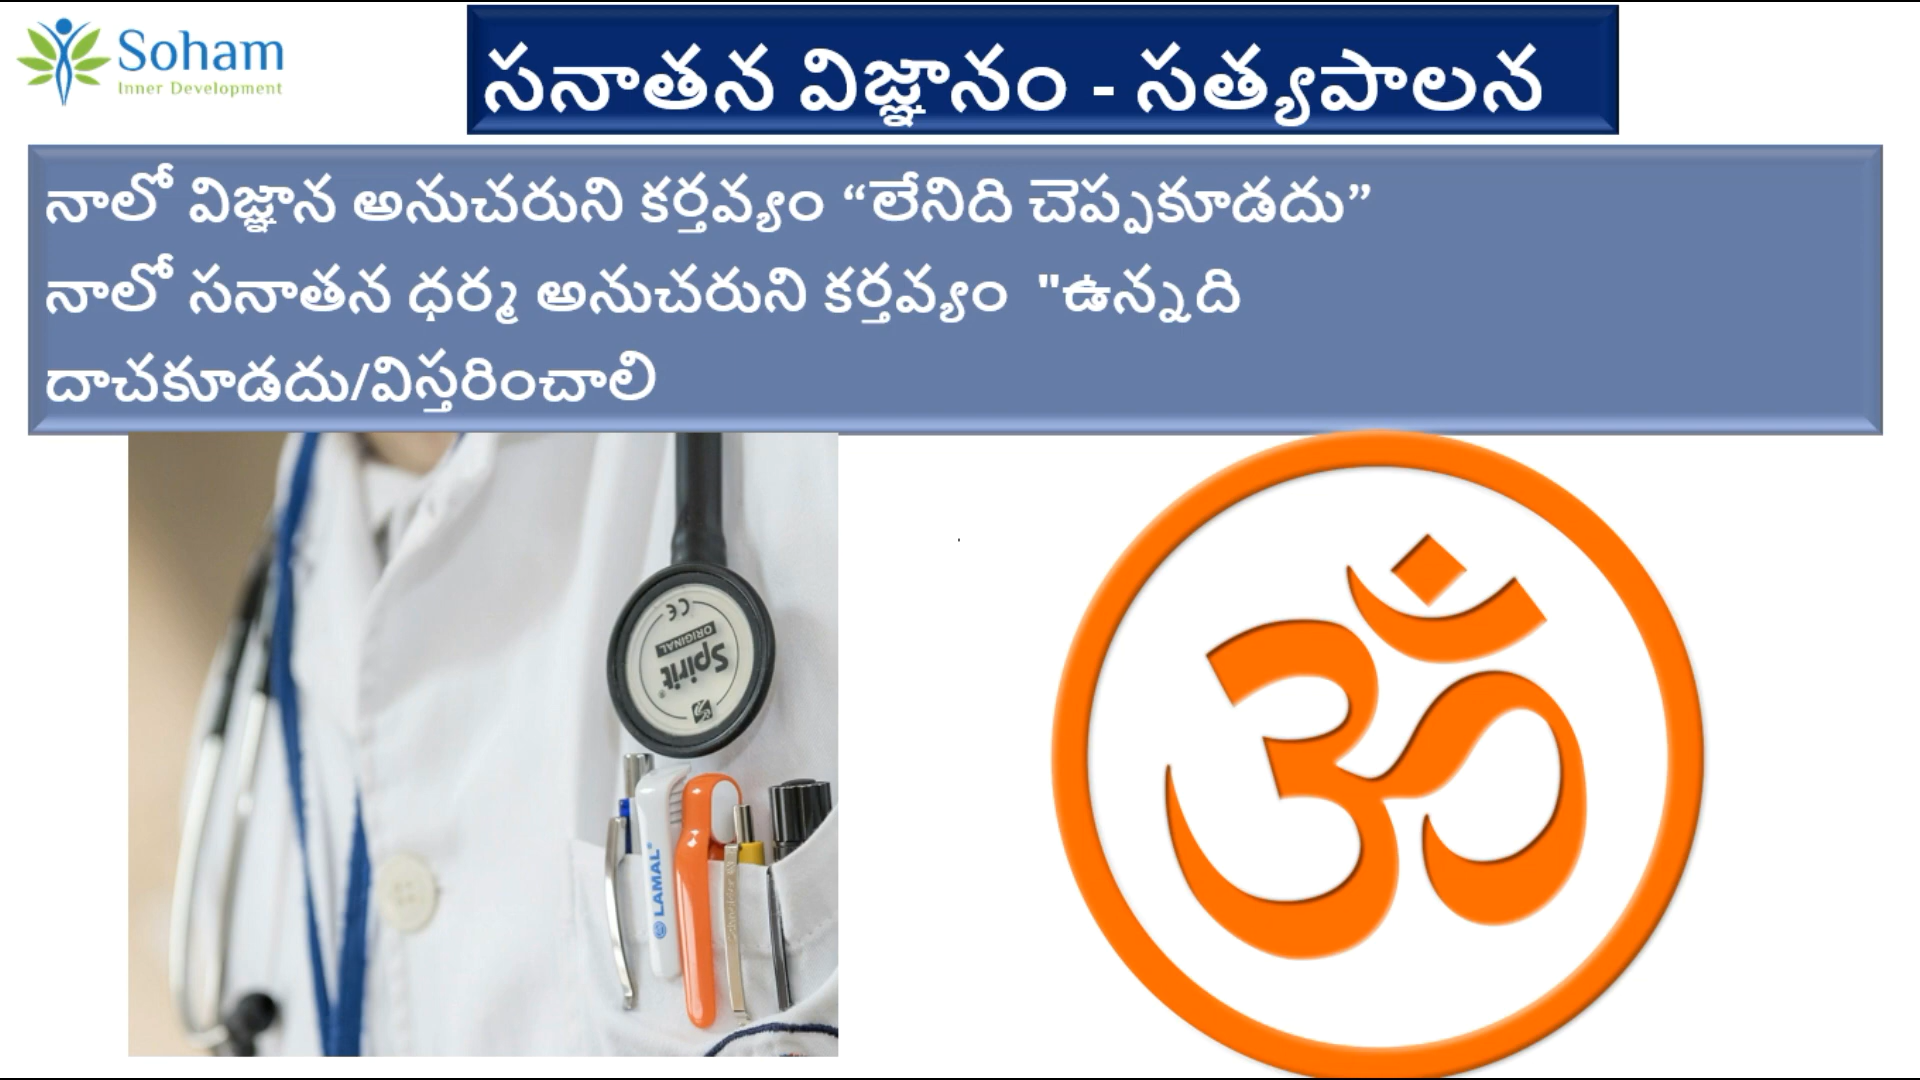 Soham
Inner Development
సనాతన విజ్ఞానం - సత్యపాలన
నాలో విజ్ఞాన అనుచరుని కర్తవ్యం “లేనిది చెప్పకూడదు”
నాలో సనాతన ధర్మ అనుచరుని కర్తవ్యం "ఉన్నది
దాచకూడదు/విస్తరించాలి
CE
ORIGINAL
Spirit®
© LAMAL®
ॐ